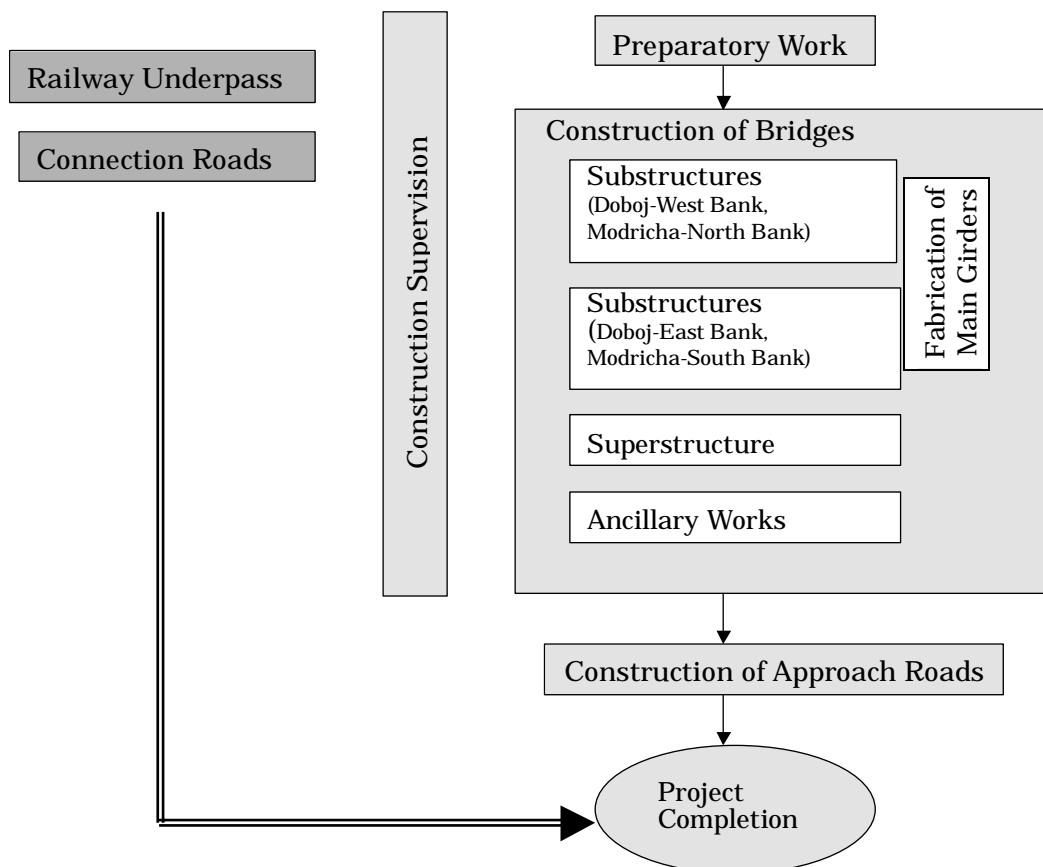 Railway Underpass
Connection Roads
Construction Supervision
Preparatory Work
Construction of Bridges
Substructures
(Doboj-West Bank,
Modricha-North Bank)
Substructures
(Doboj-East Bank,
Modricha-South Bank)
Fabrication of
Main Girders
Superstructure
Ancillary Works
Construction of Approach Roads
Project
Completion